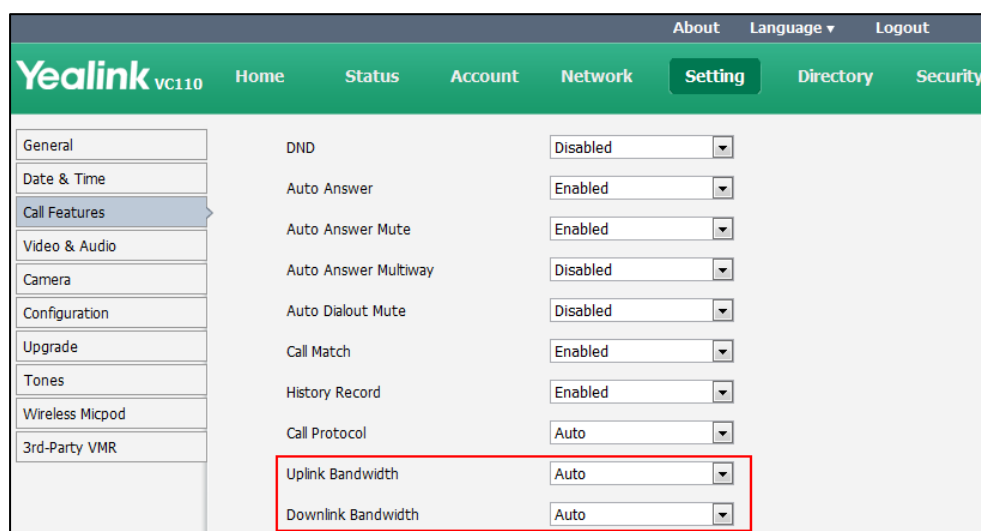 About Language ▾ Logout
Yealink VC110 Home Status Account Network Setting Directory Security
General
Date & Time
Call Features
Video & Audio
Camera
Configuration
Upgrade
Tones
Wireless Micpod
3rd-Party VMR
DND Disabled
Auto Answer Enabled
Auto Answer Mute Enabled
Auto Answer Multiway Disabled
Auto Dialout Mute Disabled
Call Match Enabled
History Record Enabled
Call Protocol Auto
Uplink Bandwidth Auto
Downlink Bandwidth Auto